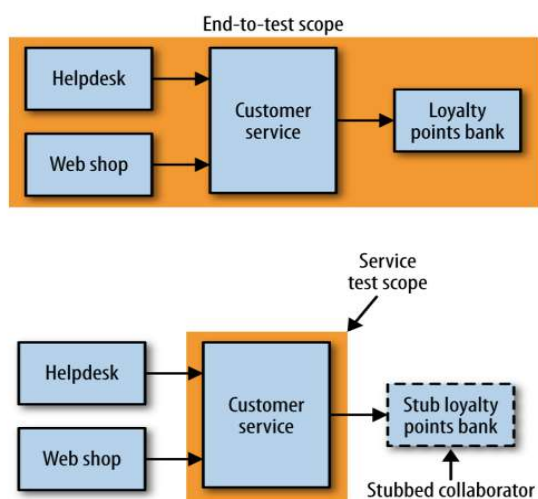 End-to-test scope
Helpdesk
Customer
service
Loyalty
points bank
Web shop
Service
test scope
Helpdesk
Customer
service
Stub loyalty
points bank
Web shop
Stubbed collaborator